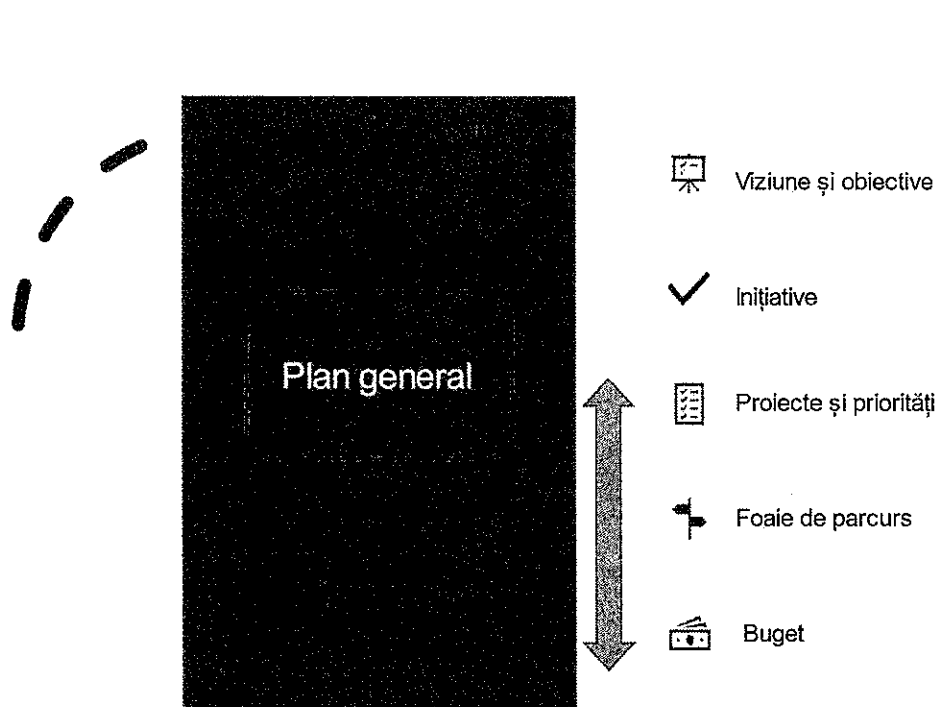 Viziune și obiective
Inițiative
Plan general
Proiecte și priorități
Foaie de parcurs
Buget